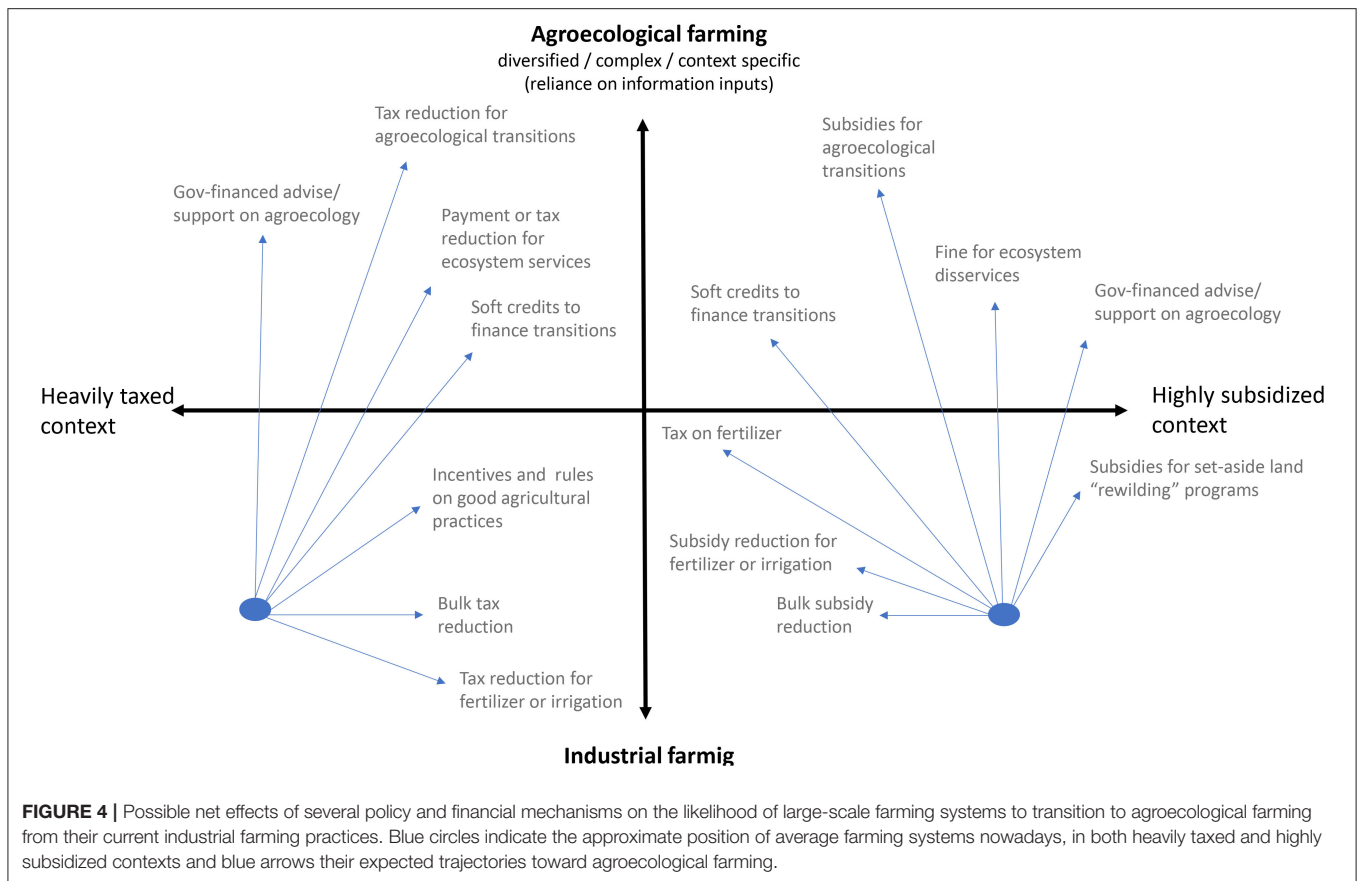 Agroecological farming
diversified / complex / context specific
(reliance on information inputs)
Tax reduction for
agroecological transitions
Subsidies for
agroecological
transitions
Gov-financed advise/
support on agroecology
Payment or tax
reduction for
ecosystem services
Fine for ecosystem
disservices
Soft credits to
finance transitions
Soft credits to
finance transitions
Gov-financed advise/
support on agroecology
Heavily taxed
context
Highly subsidized
context
Tax on fertilizer
Incentives and rules
on good agricultural
practices
Subsidies for set-aside land
“rewilding” programs
Subsidy reduction for
fertilizer or irrigation
Bulk tax
reduction
Bulk subsidy
reduction
Tax reduction for
fertilizer or irrigation
Industrial farmig
FIGURE 4 | Possible net effects of several policy and financial mechanisms on the likelihood of large-scale farming systems to transition to agroecological farming
from their current industrial farming practices. Blue circles indicate the approximate position of average farming systems nowadays, in both heavily taxed and highly
subsidized contexts and blue arrows their expected trajectories toward agroecological farming.